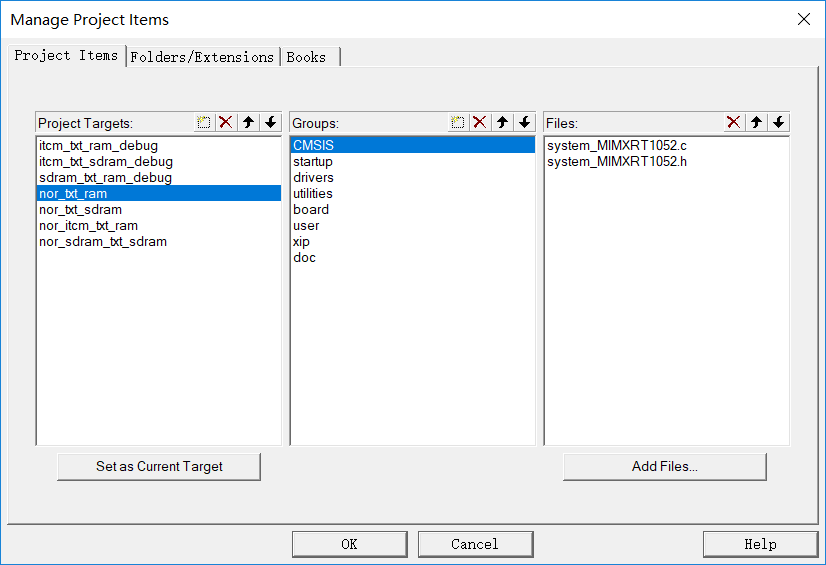 Manage Project Items
Project Items
Folders/Extensions
Books
Project Targets:
itcm_txt_ram_debug
itcm_txt_sdram_debug
sdram_txt_ram_debug
nor_txt_ram
nor_txt_sdram
nor_itcm_txt_ram
nor_sdram_txt_sdram
Set as Current Target
Groups:
CMSIS
startup
drivers
utilities
board
user
xip
doc
Files:
system_MIMXRT1052.c
system_MIMXRT1052.h
Add Files...
OK
Cancel
Help